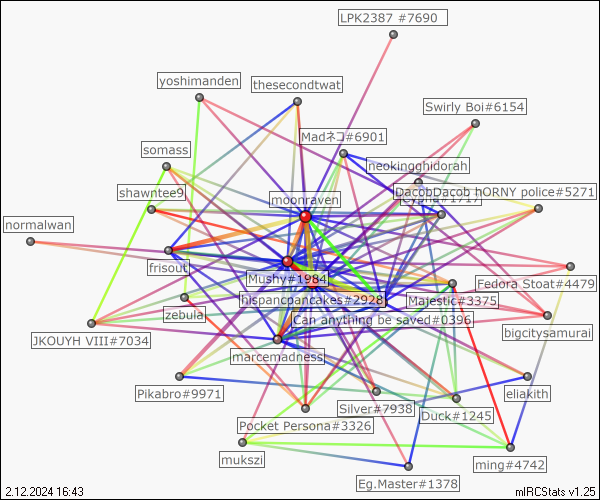 LPK2387 #7690
yoshimanden
thesecondtwat
Swirly Boi#6154
Madネコ#6901
somass
neokingghidorah
shawntee9
DacobDacob hORNY police#5271
moonraven
normalwan
frisout
Mushy#1984
Fedora Stoat#4479
hispancpancakes#2928
Majestic#3375
zebula
Can anything be saved#0396
bigcitysamurai
JKOUYH VIII#7034
marcemadness
Pikabro#9971
eliakith
Silver#7938
Duck#1245
Pocket Persona#3326
mukszi
ming#4742
Eg.Master#1378
2.12.2024 16:43
mIRCStats v1.25